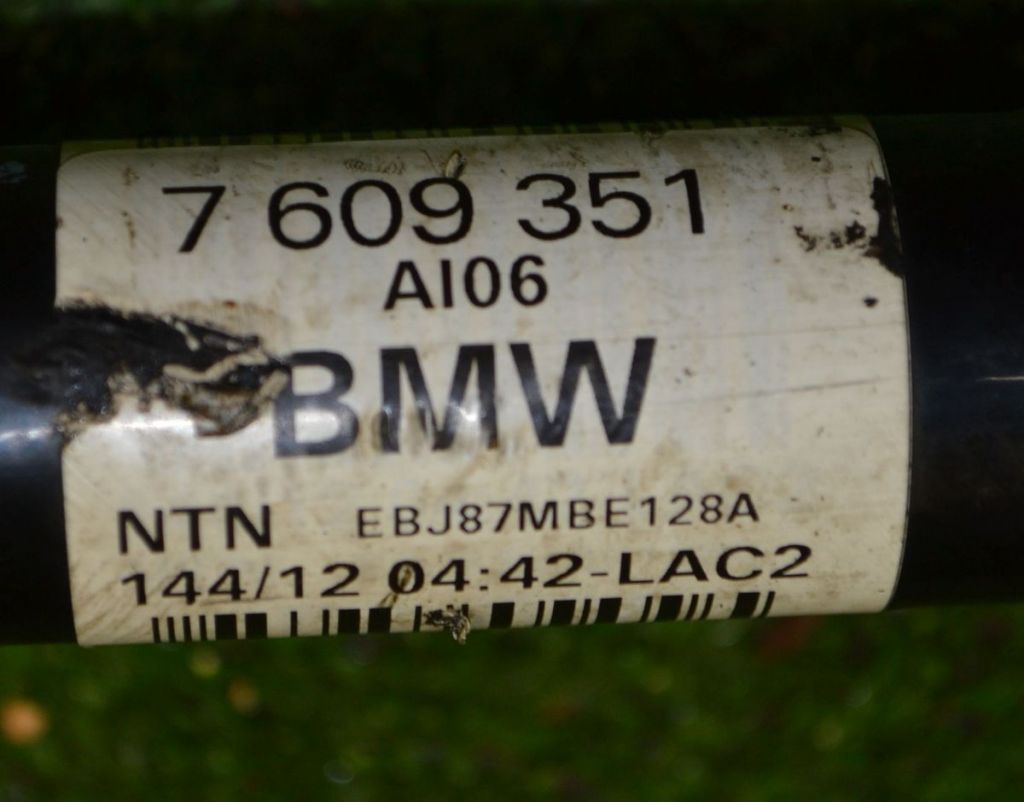 7 609 351
AI06
BMW
NTN EBJ87MBE128A
144/12 04:42-LAC2